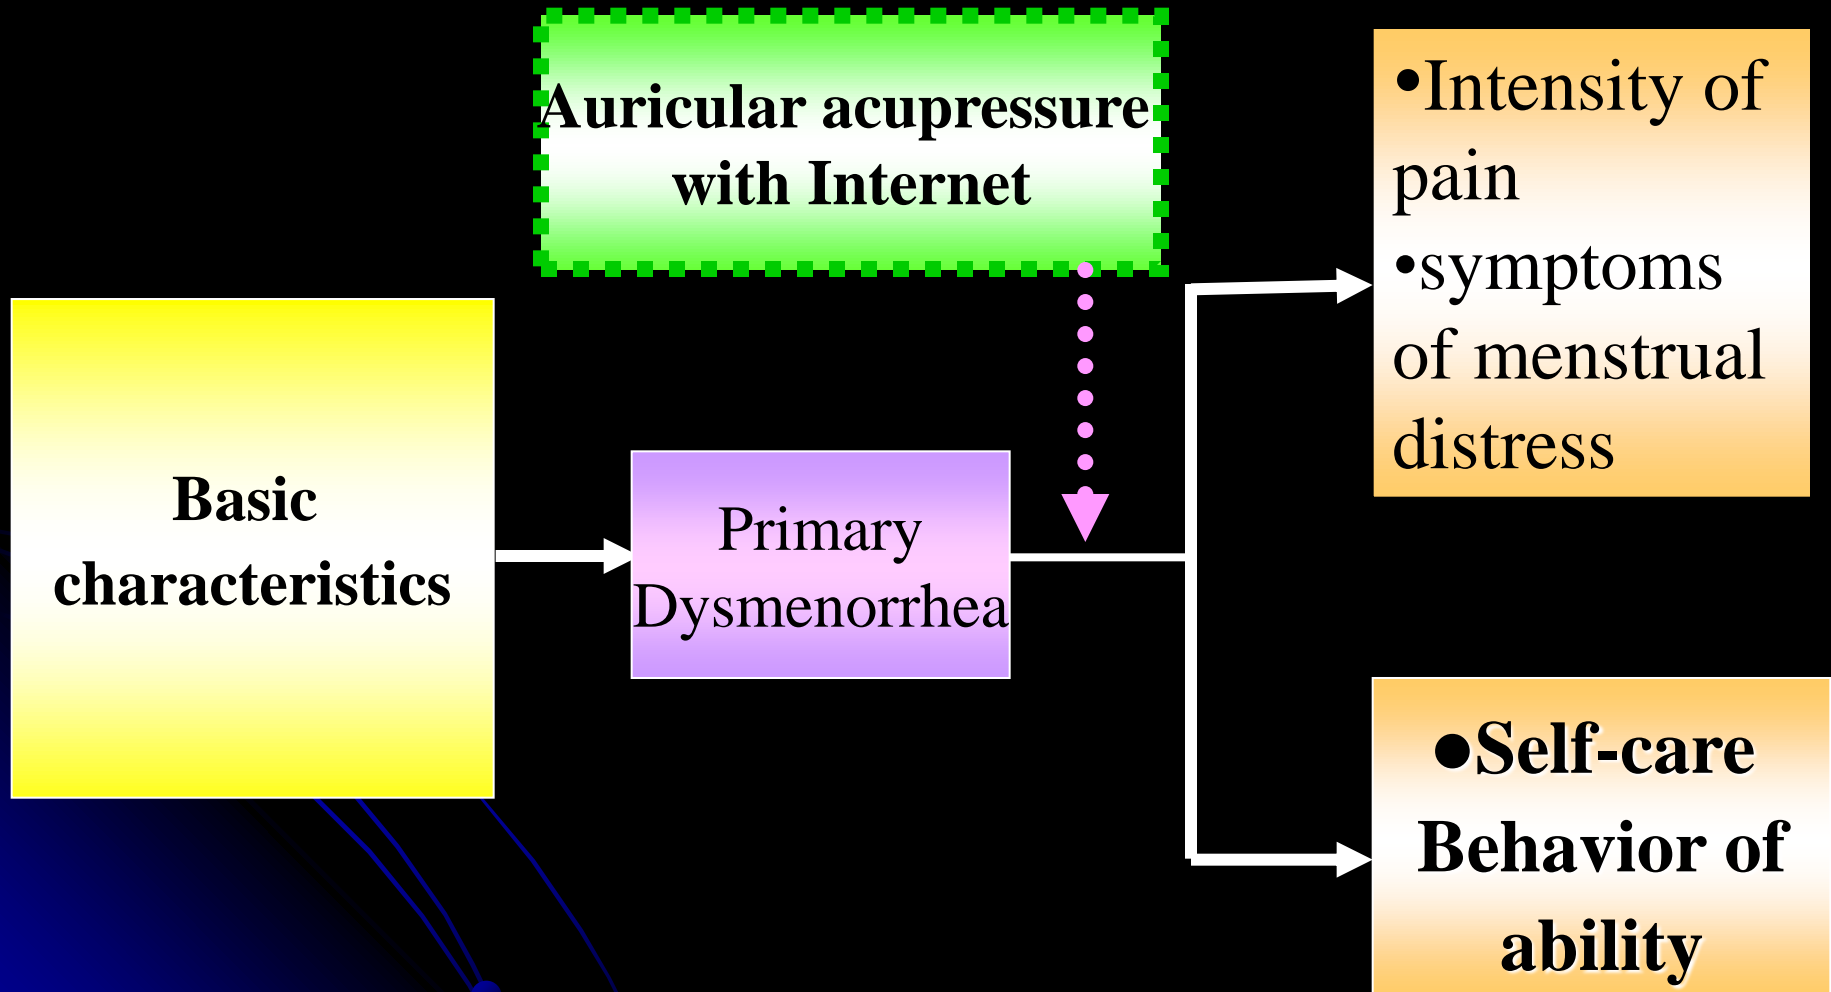 Auricular acupressure
with Internet
•Intensity of
pain
•symptoms
of menstrual
distress
Basic
characteristics
Primary
Dysmenorrhea
●Self-care
Behavior of
ability